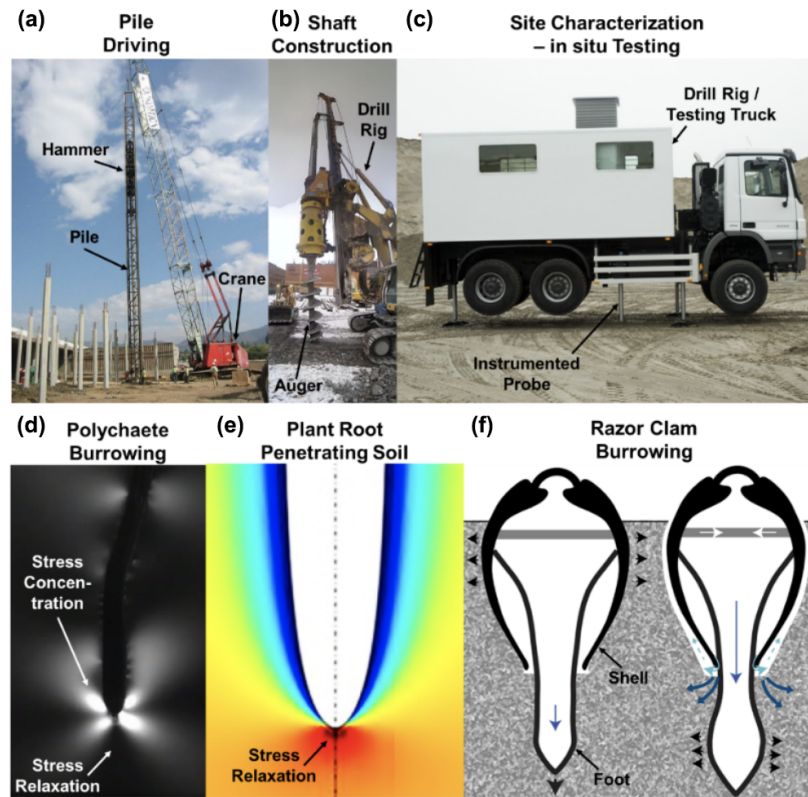 (a)
Pile
Driving
(b)
Shaft
Construction
(c)
Site Characterization
– in situ Testing
Hammer
Pile
Crane
Drill
Rig
Auger
Drill Rig /
Testing Truck
Instrumented
Probe
(d)
Polychaete
Burrowing
(e)
Plant Root
Penetrating Soil
(f)
Razor Clam
Burrowing
Stress
Concen-
tration
Stress
Relaxation
Stress
Relaxation
Shell
Foot